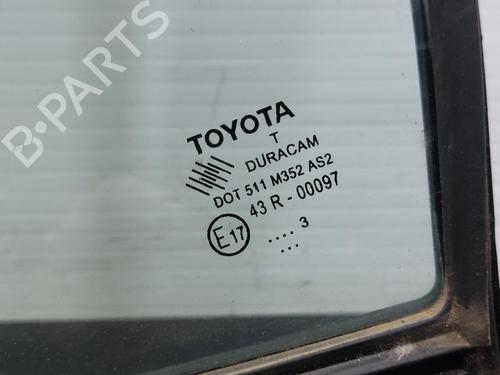 B-PARTS
TOYOTA
T
DURACAM
DOT 511 M352 AS2
43 R - 00097
E17
.... 3
...